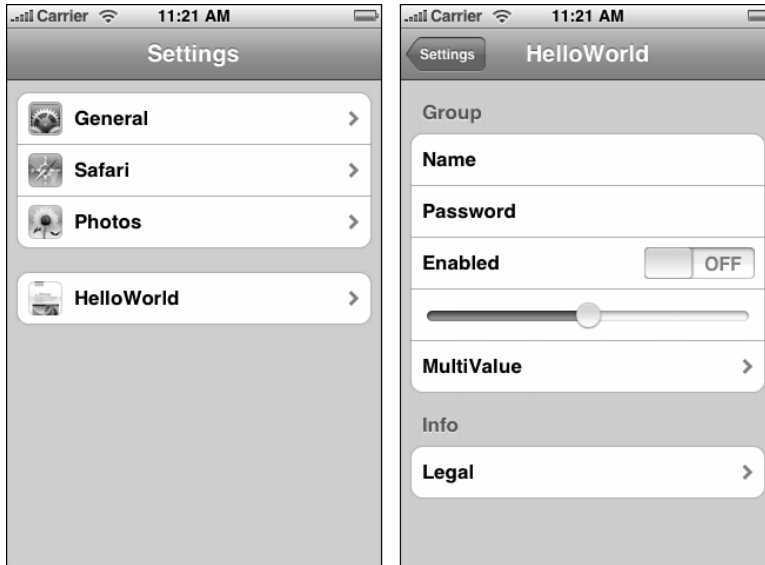 Carrier 11:21 AM
Settings
General
Safari
Photos
HelloWorld
Carrier 11:21 AM
Settings HelloWorld
Group
Name
Password
Enabled OFF
MultiValue
Info
Legal